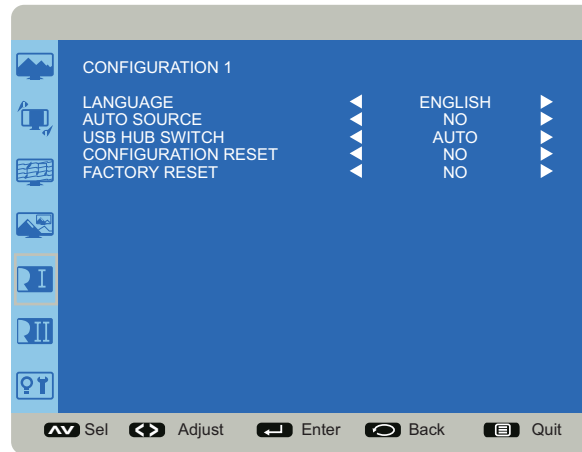 CONFIGURATION 1
LANGUAGE ENGLISH
AUTO SOURCE NO
USB HUB SWITCH AUTO
CONFIGURATION RESET NO
FACTORY RESET NO
I
II
Sel Adjust Enter Back Quit